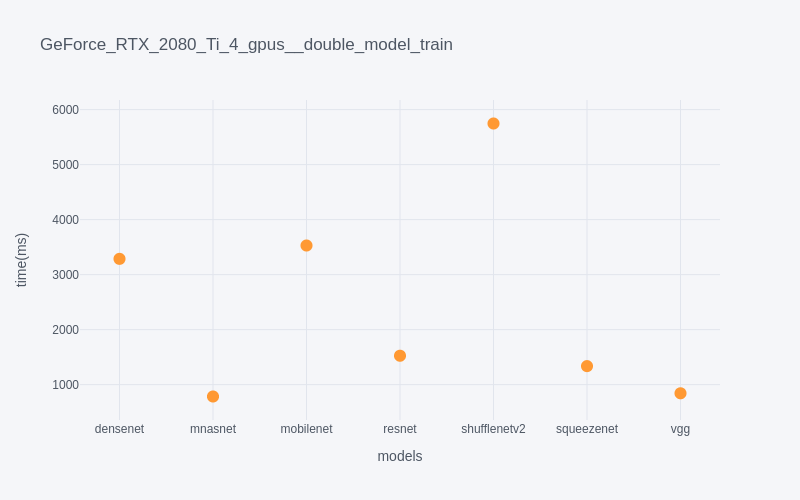 GeForce_RTX_2080_Ti_4_gpus__double_model_train
6000
5000
4000
3000
2000
1000
time(ms)
densenet mnasnet mobilenet resnet shufflenetv2 squeezenet vgg
models